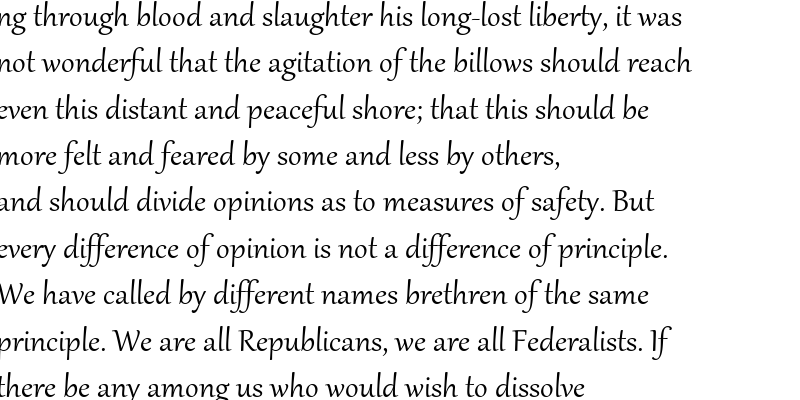 ng through blood and slaughter his long-lost liberty, it was
not wonderful that the agitation of the billows should reach
even this distant and peaceful shore; that this should be
more felt and feared by some and less by others,
and should divide opinions as to measures of safety. But
every difference of opinion is not a difference of principle.
We have called by different names brethren of the same
principle. We are all Republicans, we are all Federalists. If
there be any among us who would wish to dissolve